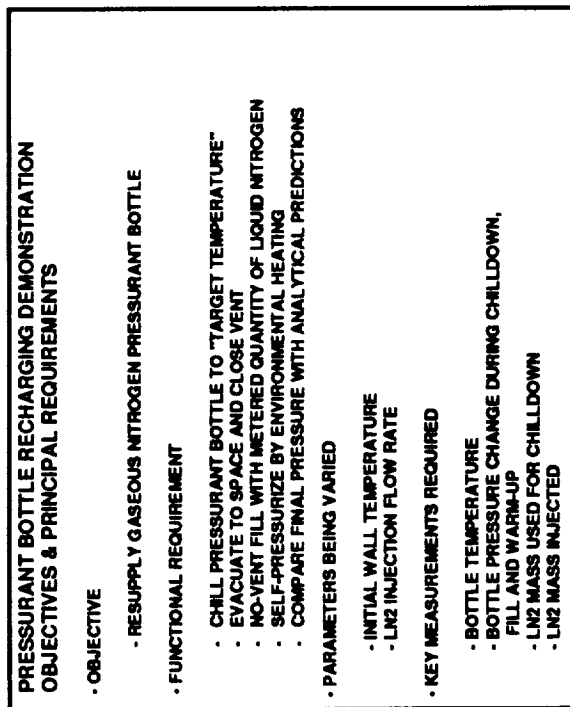 PRESSURANT BOTTLE RECHARGING DEMONSTRATION
OBJECTIVES & PRINCIPAL REQUIREMENTS
- OBJECTIVE
- RESUPPLY GASEOUS NITROGEN PRESSURANT BOTTLE
- FUNCTIONAL REQUIREMENT
- CHILL PRESSURANT BOTTLE TO "TARGET TEMPERATURE"
- EVACUATE TO SPACE AND CLOSE VENT
- NO-VENT FILL WITH METERED QUANTITY OF LIQUID NITROGEN
- SELF-PRESSURIZE BY ENVIRONMENTAL HEATING
- COMPARE FINAL PRESSURE WITH ANALYTICAL PREDICTIONS
- PARAMETERS BEING VARIED
- INITIAL WALL TEMPERATURE
- LN2 INJECTION FLOW RATE
- KEY MEASUREMENTS REQUIRED
- BOTTLE TEMPERATURE
- BOTTLE PRESSURE CHANGE DURING CHILLDOWN,
FILL AND WARM-UP
- LN2 MASS USED FOR CHILLDOWN
- LN2 MASS INJECTED